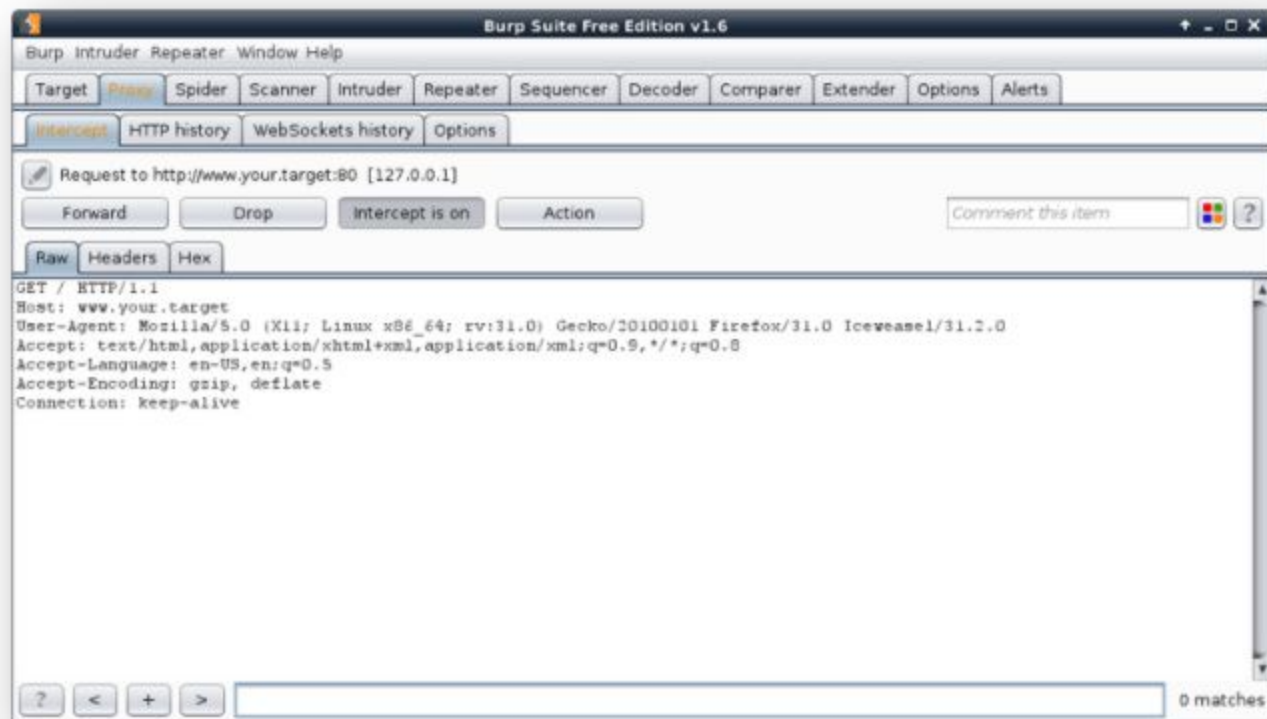 Burp Suite Free Edition v1.6
Burp Intruder Repeater Window Help
Target Proxy Spider Scanner Intruder Repeater Sequencer Decoder Comparer Extender Options Alerts
Intercept HTTP history WebSockets history Options
Request to http://www.your.target:80 [127.0.0.1]
Forward Drop Intercept is on Action Comment this item ?
Raw Headers Hex
GET / HTTP/1.1
Host: www.your.target
User-Agent: Mozilla/5.0 (X11; Linux x86_64; rv:31.0) Gecko/20100101 Firefox/31.0 Iceweasel/31.2.0
Accept: text/html,application/xhtml+xml,application/xml;q=0.9,*/*;q=0.8
Accept-Language: en-US,en;q=0.5
Accept-Encoding: gzip, deflate
Connection: keep-alive
? < + > 0 matches